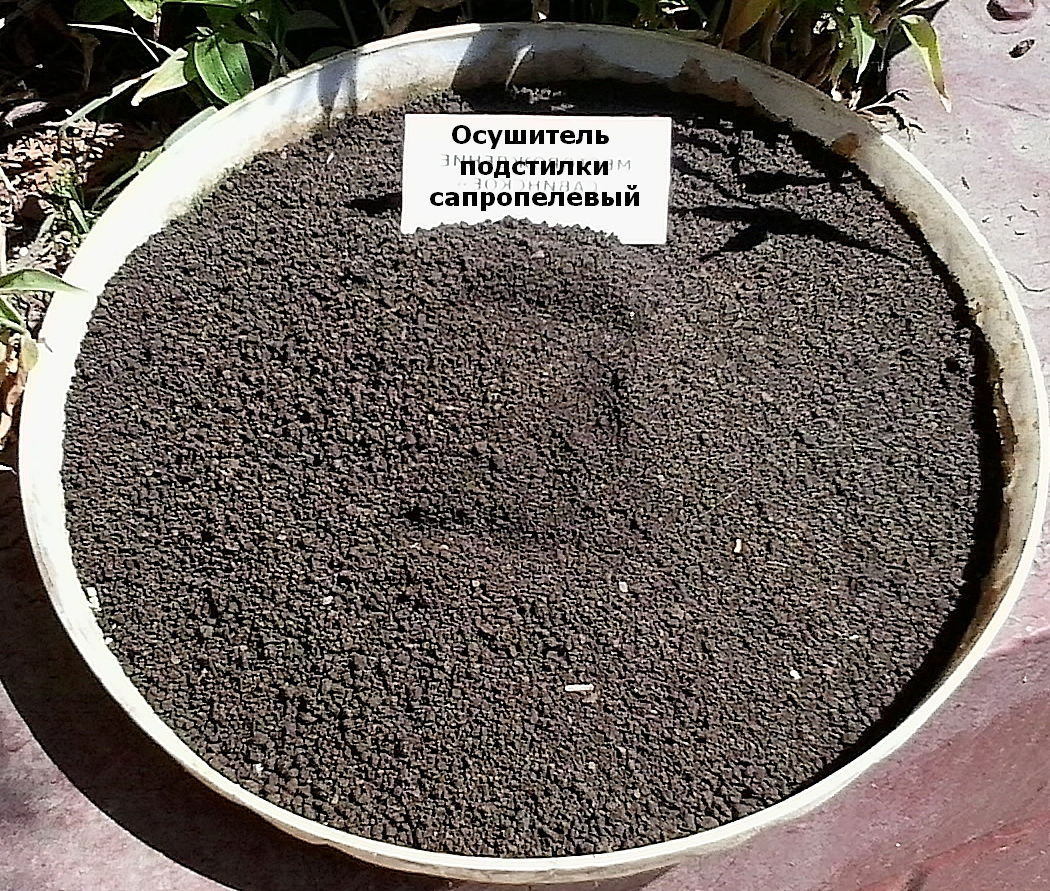 Осушитель
подстилки
сапропелевый